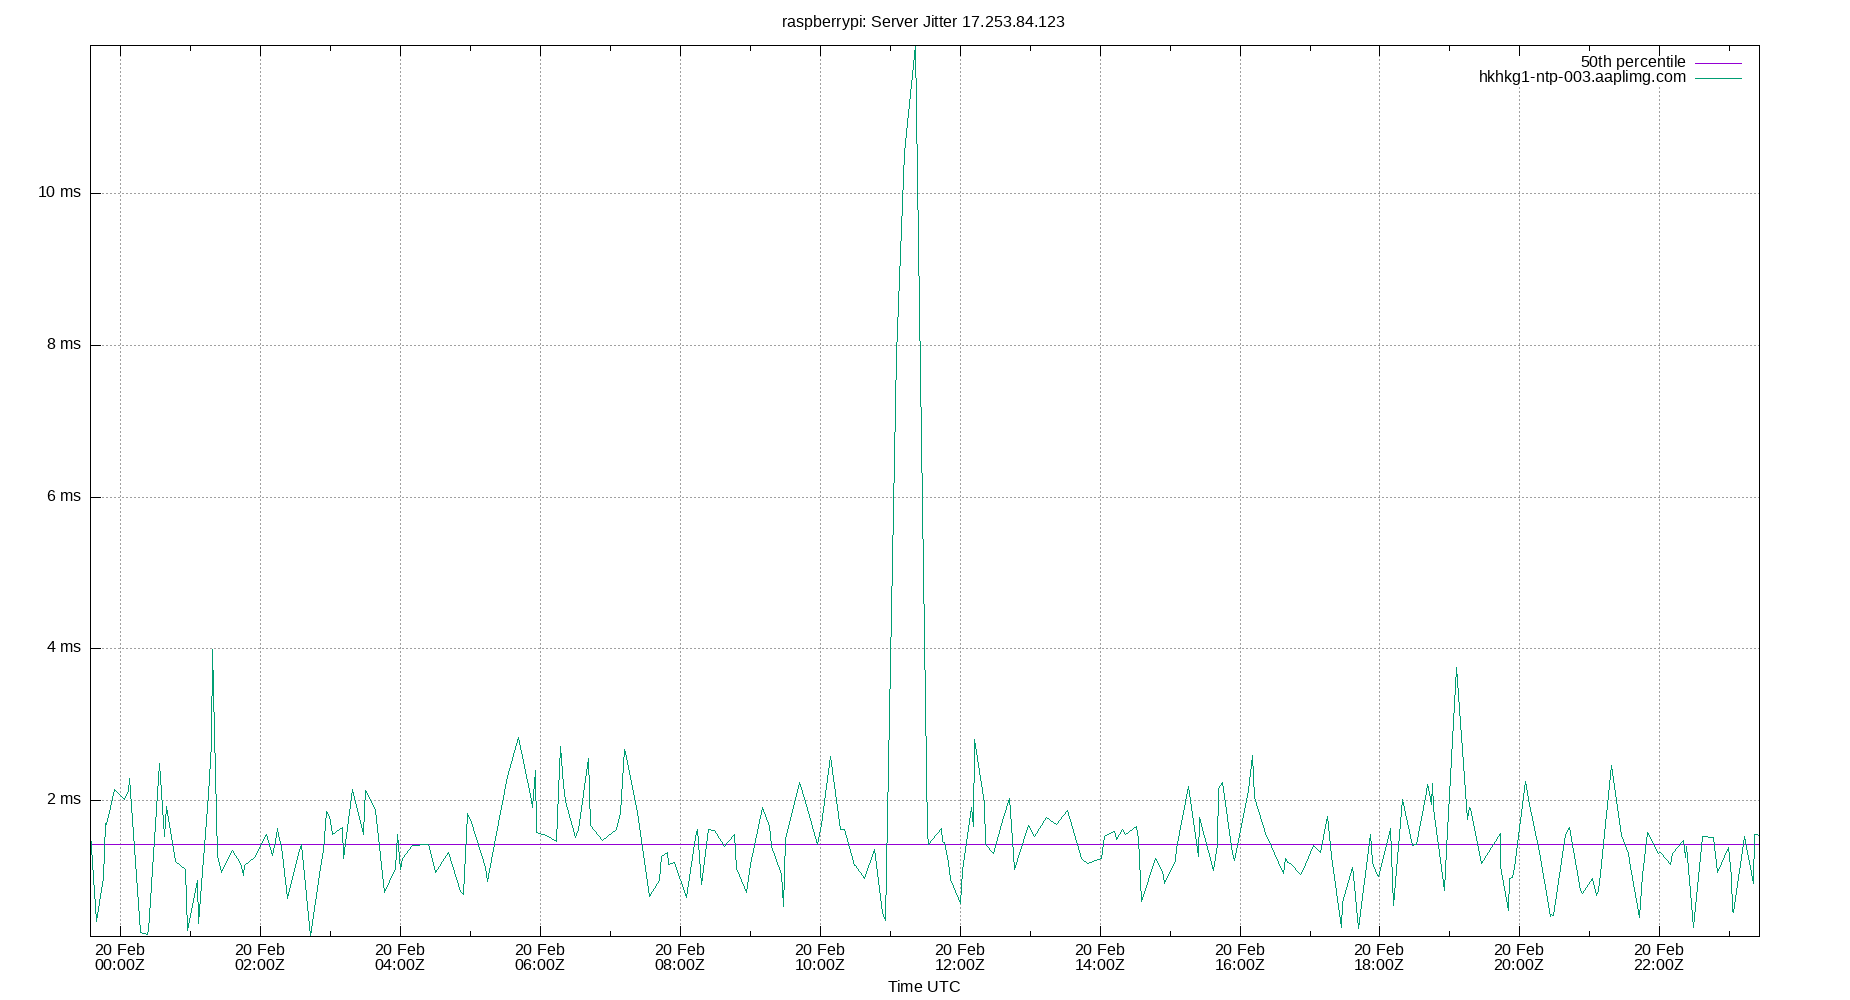 raspberrypi: Server Jitter 17.253.84.123
50th percentile
hkhkg1-ntp-003.aaplimg.com
10 ms
8 ms
6 ms
4 ms
2 ms
20 Feb 20 Feb 20 Feb 20 Feb 20 Feb 20 Feb 20 Feb 20 Feb 20 Feb 20 Feb 20 Feb 20 Feb
00:00Z 02:00Z 04:00Z 06:00Z 08:00Z 10:00Z 12:00Z 14:00Z 16:00Z 18:00Z 20:00Z 22:00Z
Time UTC